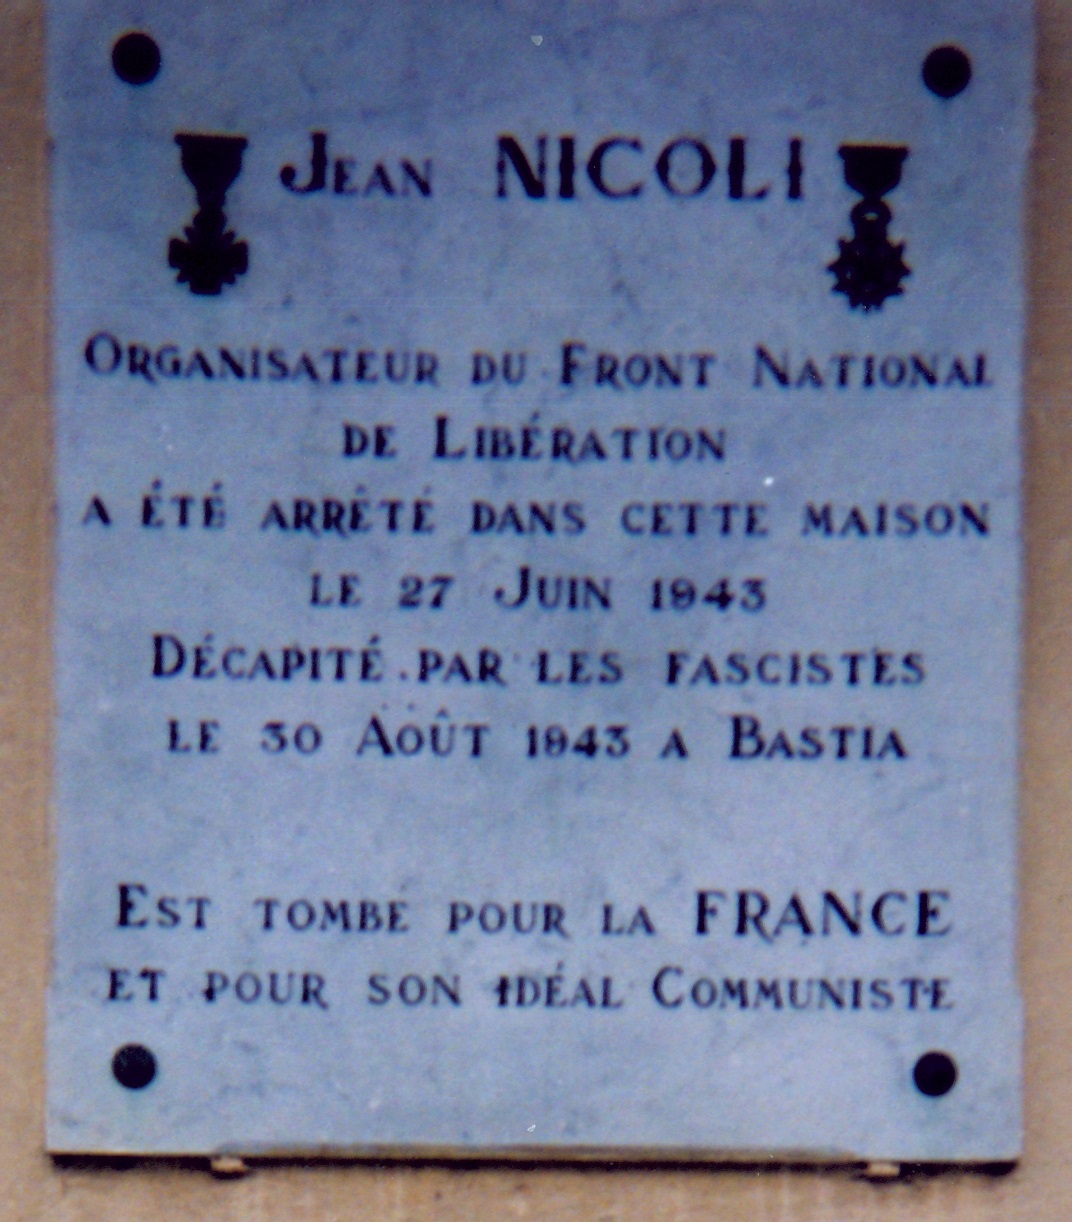 Jean NICOLI
Organisateur du Front National
de Libération
a été arrêté dans cette maison
le 27 Juin 1943
Décapité par les fascistes
le 30 Août 1943 a Bastia
Est tombe pour la FRANCE
et pour son idéal Communiste